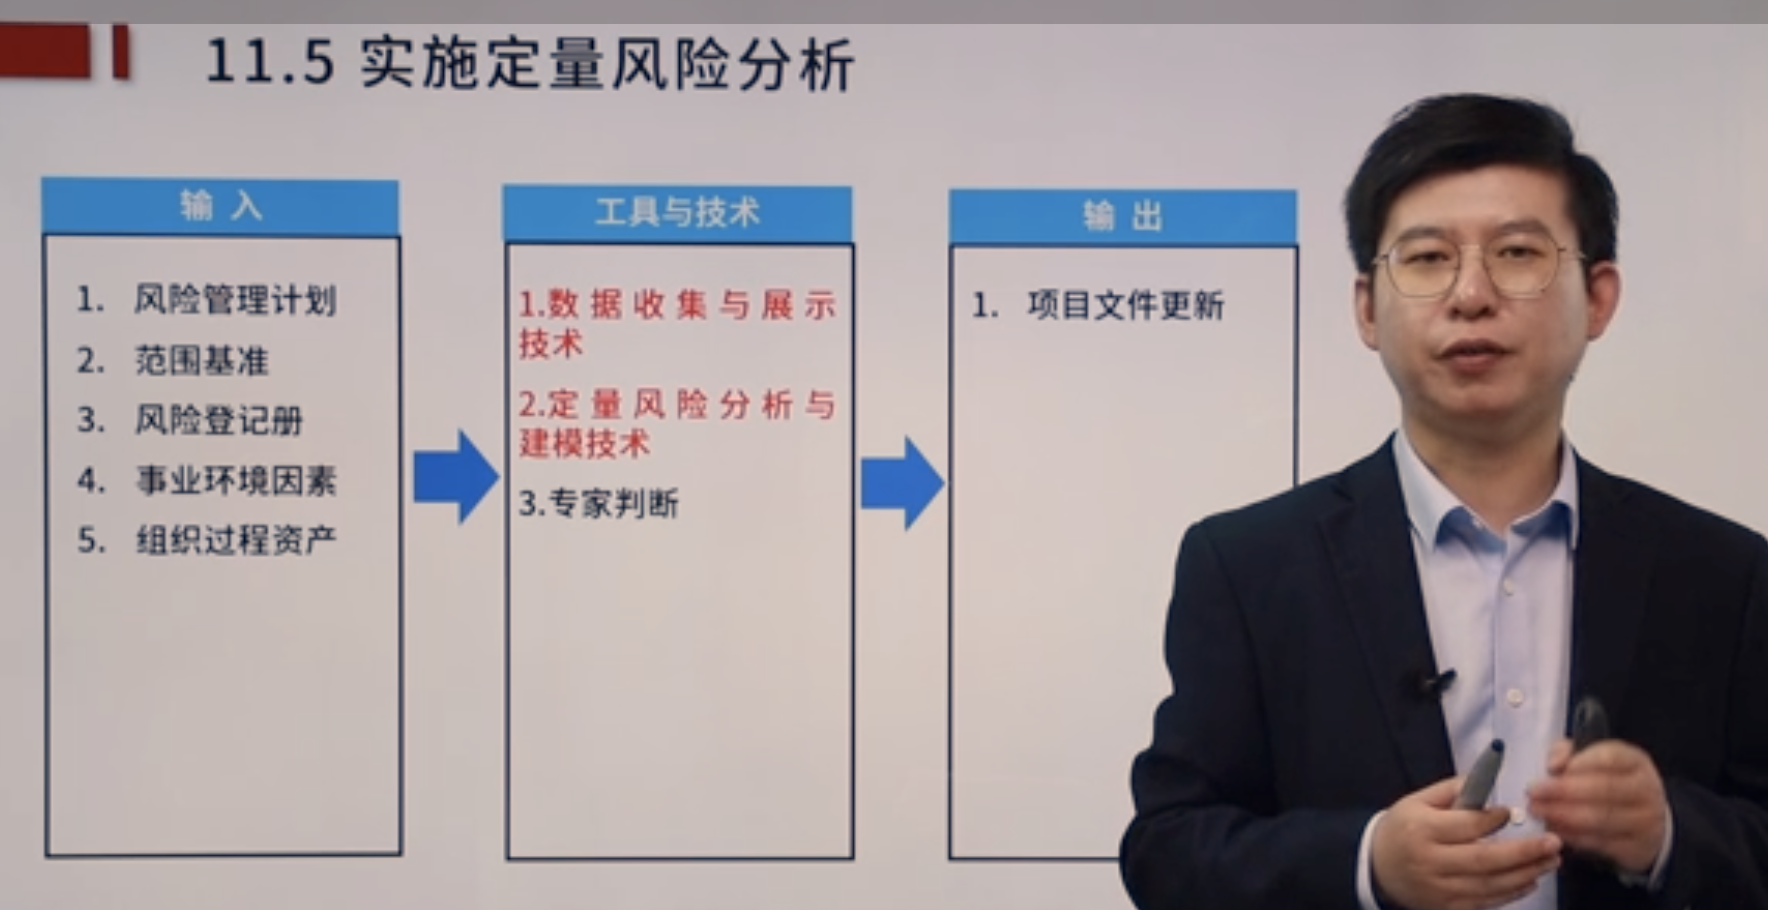 11.5 实施定量风险分析
输 入
1. 风险管理计划
2. 范围基准
3. 风险登记册
4. 事业环境因素
5. 组织过程资产
工具与技术
1.数据收集与展示
技术
2.定量风险分析与
建模技术
3.专家判断
输 出
1. 项目文件更新